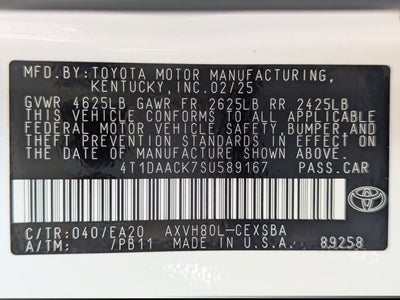 MFD.BY:TOYOTA MOTOR MANUFACTURING,
KENTUCKY,INC.02/25
GVWR 4625LB GAWR FR 2625LB RR 2425LB
THIS VEHICLE CONFORMS TO ALL APPLICABLE
FEDERAL MOTOR VEHICLE SAFETY,BUMPER,AND
THEFT PREVENTION STANDARDS IN EFFECT ON
THE DATE OF MANUFACTURE SHOWN ABOVE.
4T1DAACK7SU589167 PASS.CAR
C/TR:040/EA20 AXVH80L-CEXSBA
A/TM: /PB11 MADE IN U.S.A. 89258